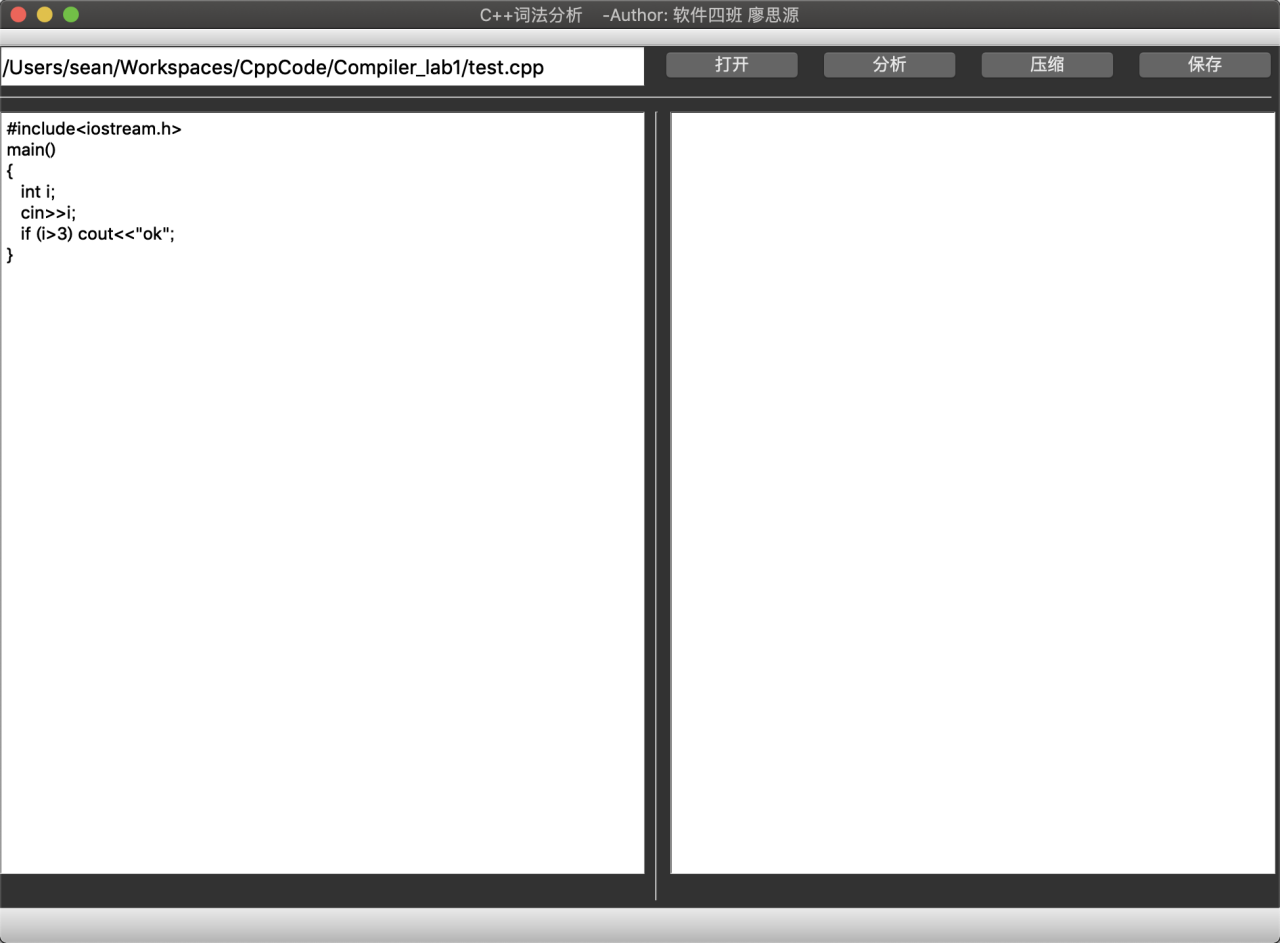 C++词法分析    -Author: 软件四班 廖思源
/Users/sean/Workspaces/CppCode/Compiler_lab1/test.cpp
打开
分析
压缩
保存
#include<iostream.h>
main()
{
   int i;
   cin>>i;
   if (i>3) cout<<"ok";
}